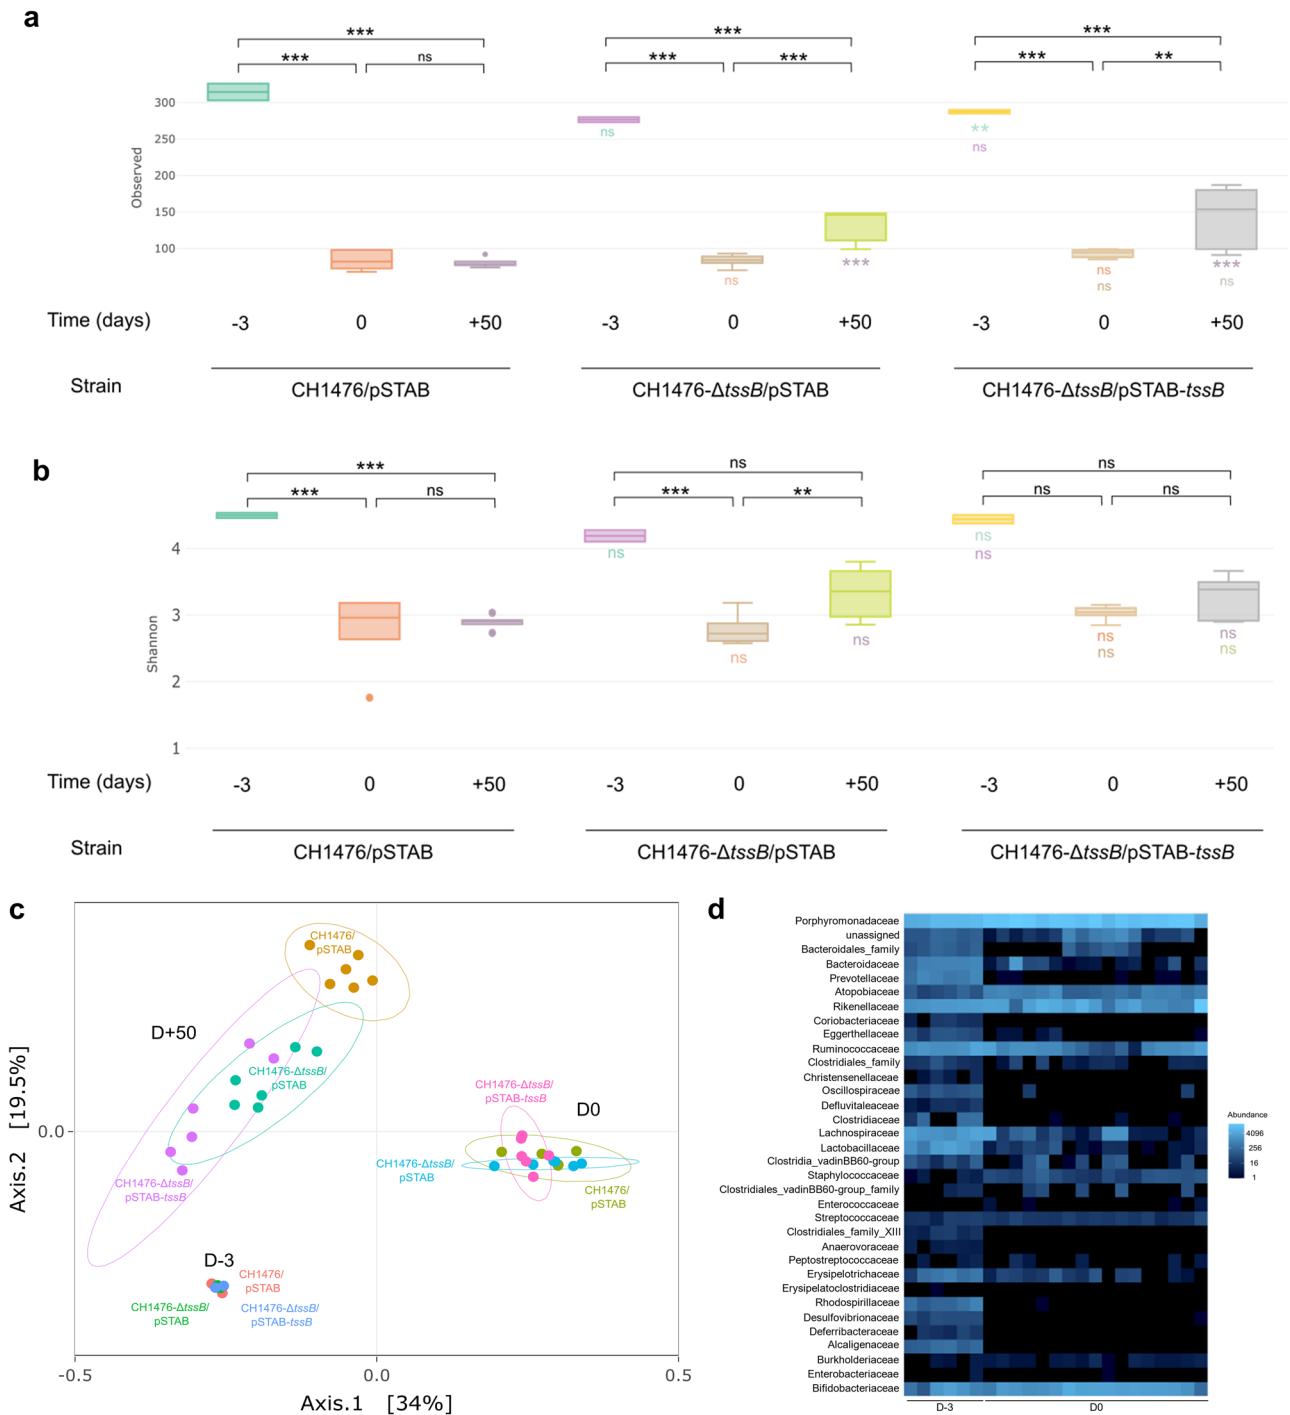 a
*** *** ***
*** ns *** *** *** **
300
250
200
150
100
Observed
ns
**
ns
ns
***
ns
ns
***
ns
Time (days) -3 0 +50 -3 0 +50 -3 0 +50
Strain CH1476/pSTAB CH1476-ΔtssB/pSTAB CH1476-ΔtssB/pSTAB-tssB
b
*** ns ns
*** ns *** ** ns ns
4
3
2
1
Shannon
ns
ns
ns
ns
ns
ns
ns
ns
ns
Time (days) -3 0 +50 -3 0 +50 -3 0 +50
Strain CH1476/pSTAB CH1476-ΔtssB/pSTAB CH1476-ΔtssB/pSTAB-tssB
c
CH1476/
pSTAB
D+50
CH1476-ΔtssB/
pSTAB
CH1476-ΔtssB/
pSTAB-tssB
CH1476-ΔtssB/
pSTAB-tssB
D0
CH1476-ΔtssB/
pSTAB
CH1476/
pSTAB
D-3
CH1476/
pSTAB
CH1476-ΔtssB/
pSTAB
CH1476-ΔtssB/
pSTAB-tssB
0.0
Axis.2 [19.5%]
-0.5 0.0 0.5
Axis.1 [34%]
d
Porphyromonadaceae
unassigned
Bacteroidales_family
Bacteroidaceae
Prevotellaceae
Atopobiaceae
Rikenellaceae
Coriobacteriaceae
Eggerthellaceae
Ruminococcaceae
Clostridiales_family
Christensenellaceae
Oscillospiraceae
Defluvitaleaceae
Clostridiaceae
Lachnospiraceae
Lactobacillaceae
Clostridia_vadinBB60-group
Staphylococcaceae
Clostridiales_vadinBB60-group_family
Enterococcaceae
Streptococcaceae
Clostridiales_family_XIII
Anaerovoraceae
Peptostreptococcaceae
Erysipelotrichaceae
Erysipelatoclostridiaceae
Rhodospirillaceae
Desulfovibrionaceae
Deferribacteraceae
Alcaligenaceae
Burkholderiaceae
Enterobacteriaceae
Bifidobacteriaceae
D-3 D0
Abundance
4096
256
16
1